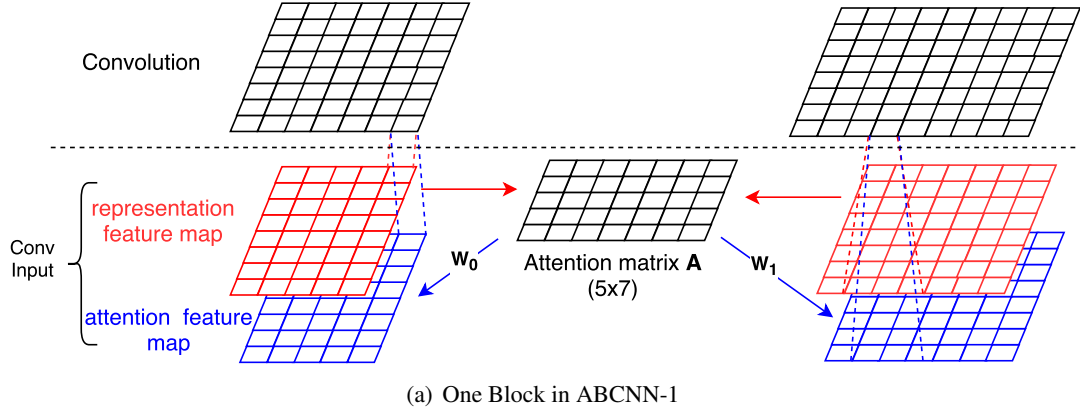 Convolution
representation
feature map
Conv
Input
attention feature
map
W0
Attention matrix A
(5x7)
W1
(a) One Block in ABCNN-1